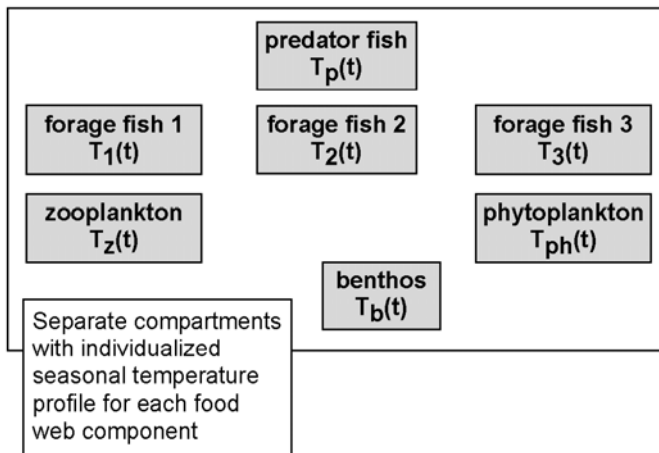 predator fish
Tp(t)
forage fish 1
T1(t)
forage fish 2
T2(t)
forage fish 3
T3(t)
zooplankton
Tz(t)
phytoplankton
Tph(t)
benthos
Tb(t)
Separate compartments
with individualized
seasonal temperature
profile for each food
web component